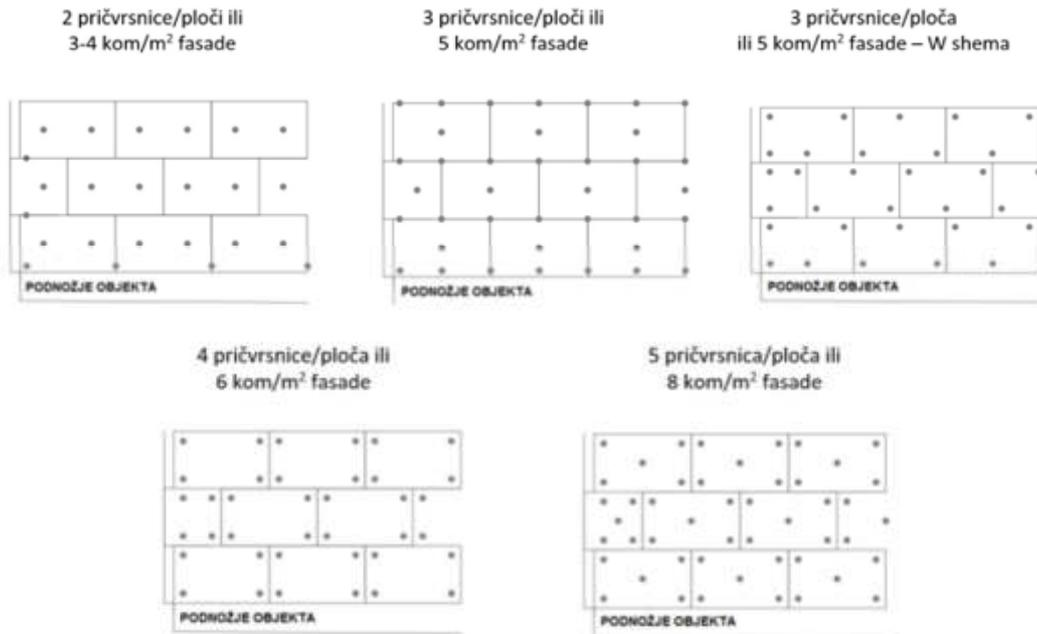 2 pričvrsnice/ploči ili
3-4 kom/m² fasade
3 pričvrsnice/ploči ili
5 kom/m² fasade
3 pričvrsnice/ploča
ili 5 kom/m² fasade – W shema
PODNOŽJE OBJEKTA
PODNOŽJE OBJEKTA
PODNOŽJE OBJEKTA
4 pričvrsnice/ploča ili
6 kom/m² fasade
5 pričvrsnica/ploča ili
8 kom/m² fasade
PODNOŽJE OBJEKTA
PODNOŽJE OBJEKTA